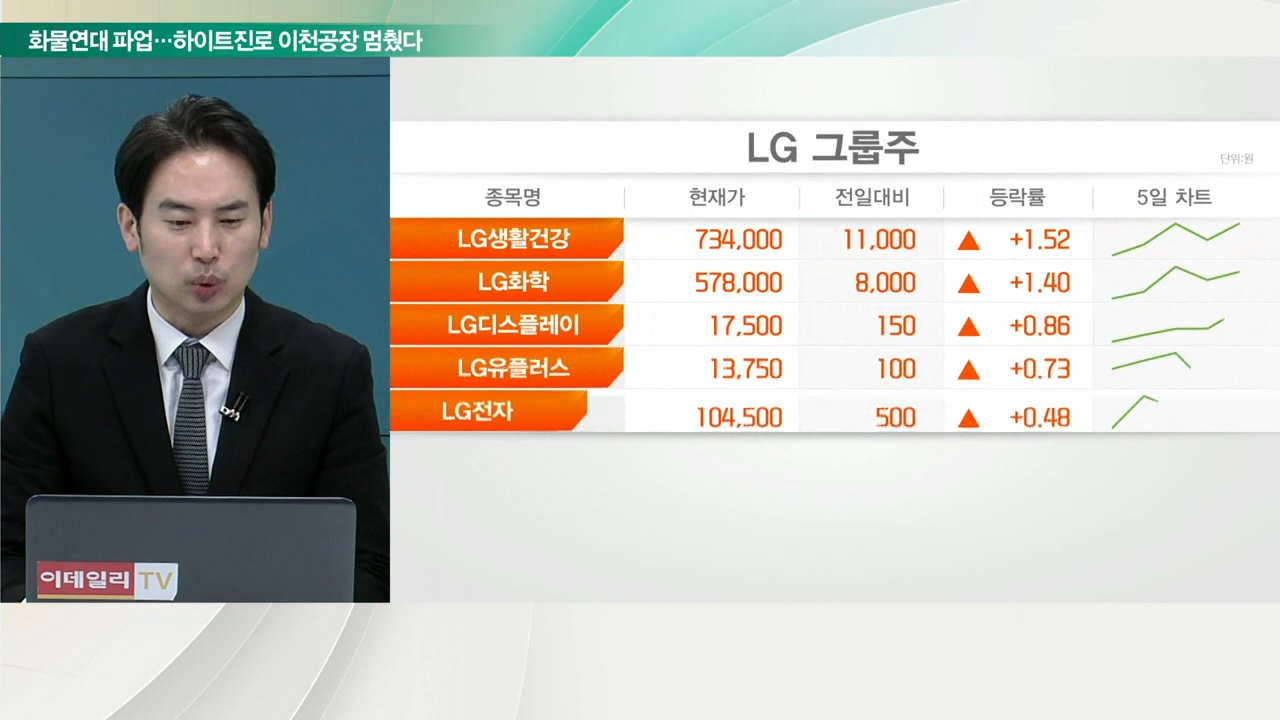 화물연대 파업…하이트진로 이천공장 멈췄다
LG 그룹주
단위:원
종목명 현재가 전일대비 등락률 5일 차트
LG생활건강 734,000 11,000 ▲ +1.52
LG화학 578,000 8,000 ▲ +1.40
LG디스플레이 17,500 150 ▲ +0.86
LG유플러스 13,750 100 ▲ +0.73
LG전자 104,500 500 ▲ +0.48
이데일리 TV